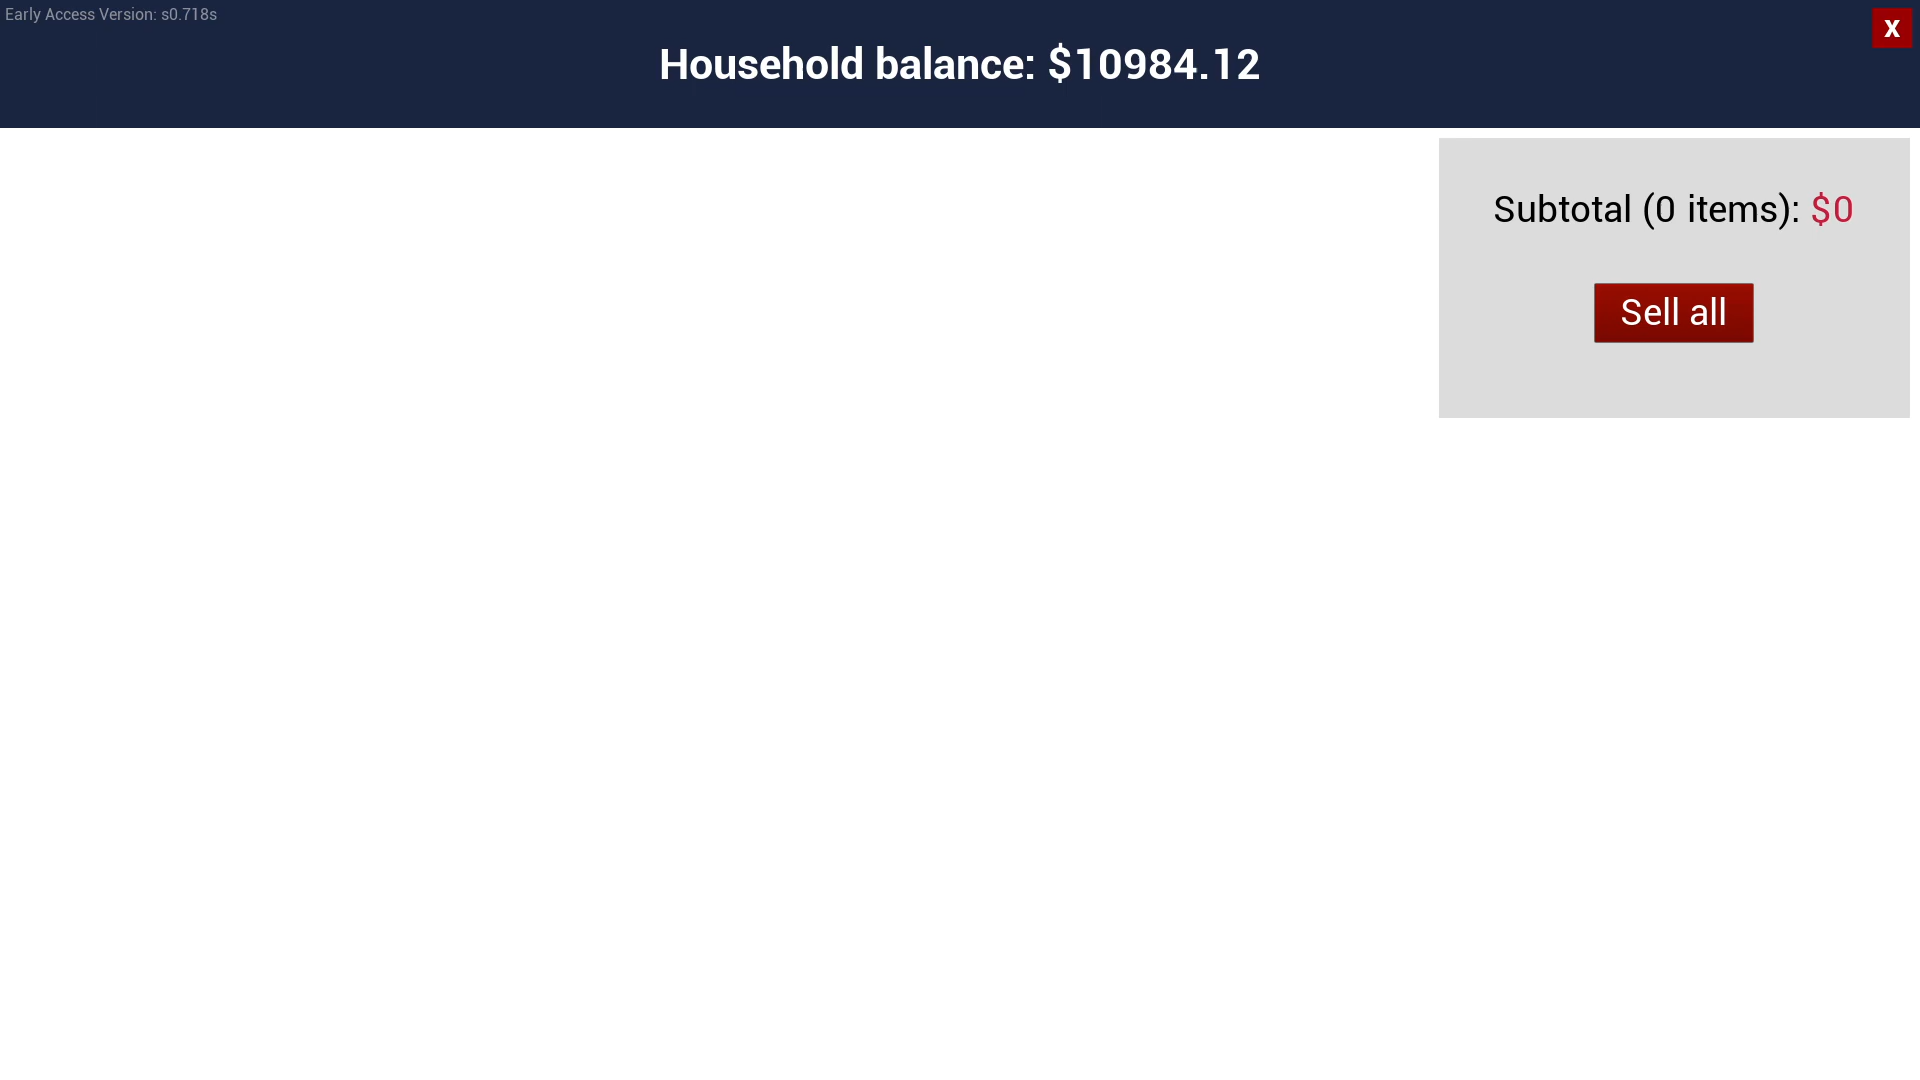 Early Access Version: s0.718s
X
Household balance: $10984.12
Subtotal (0 items): $0
Sell all